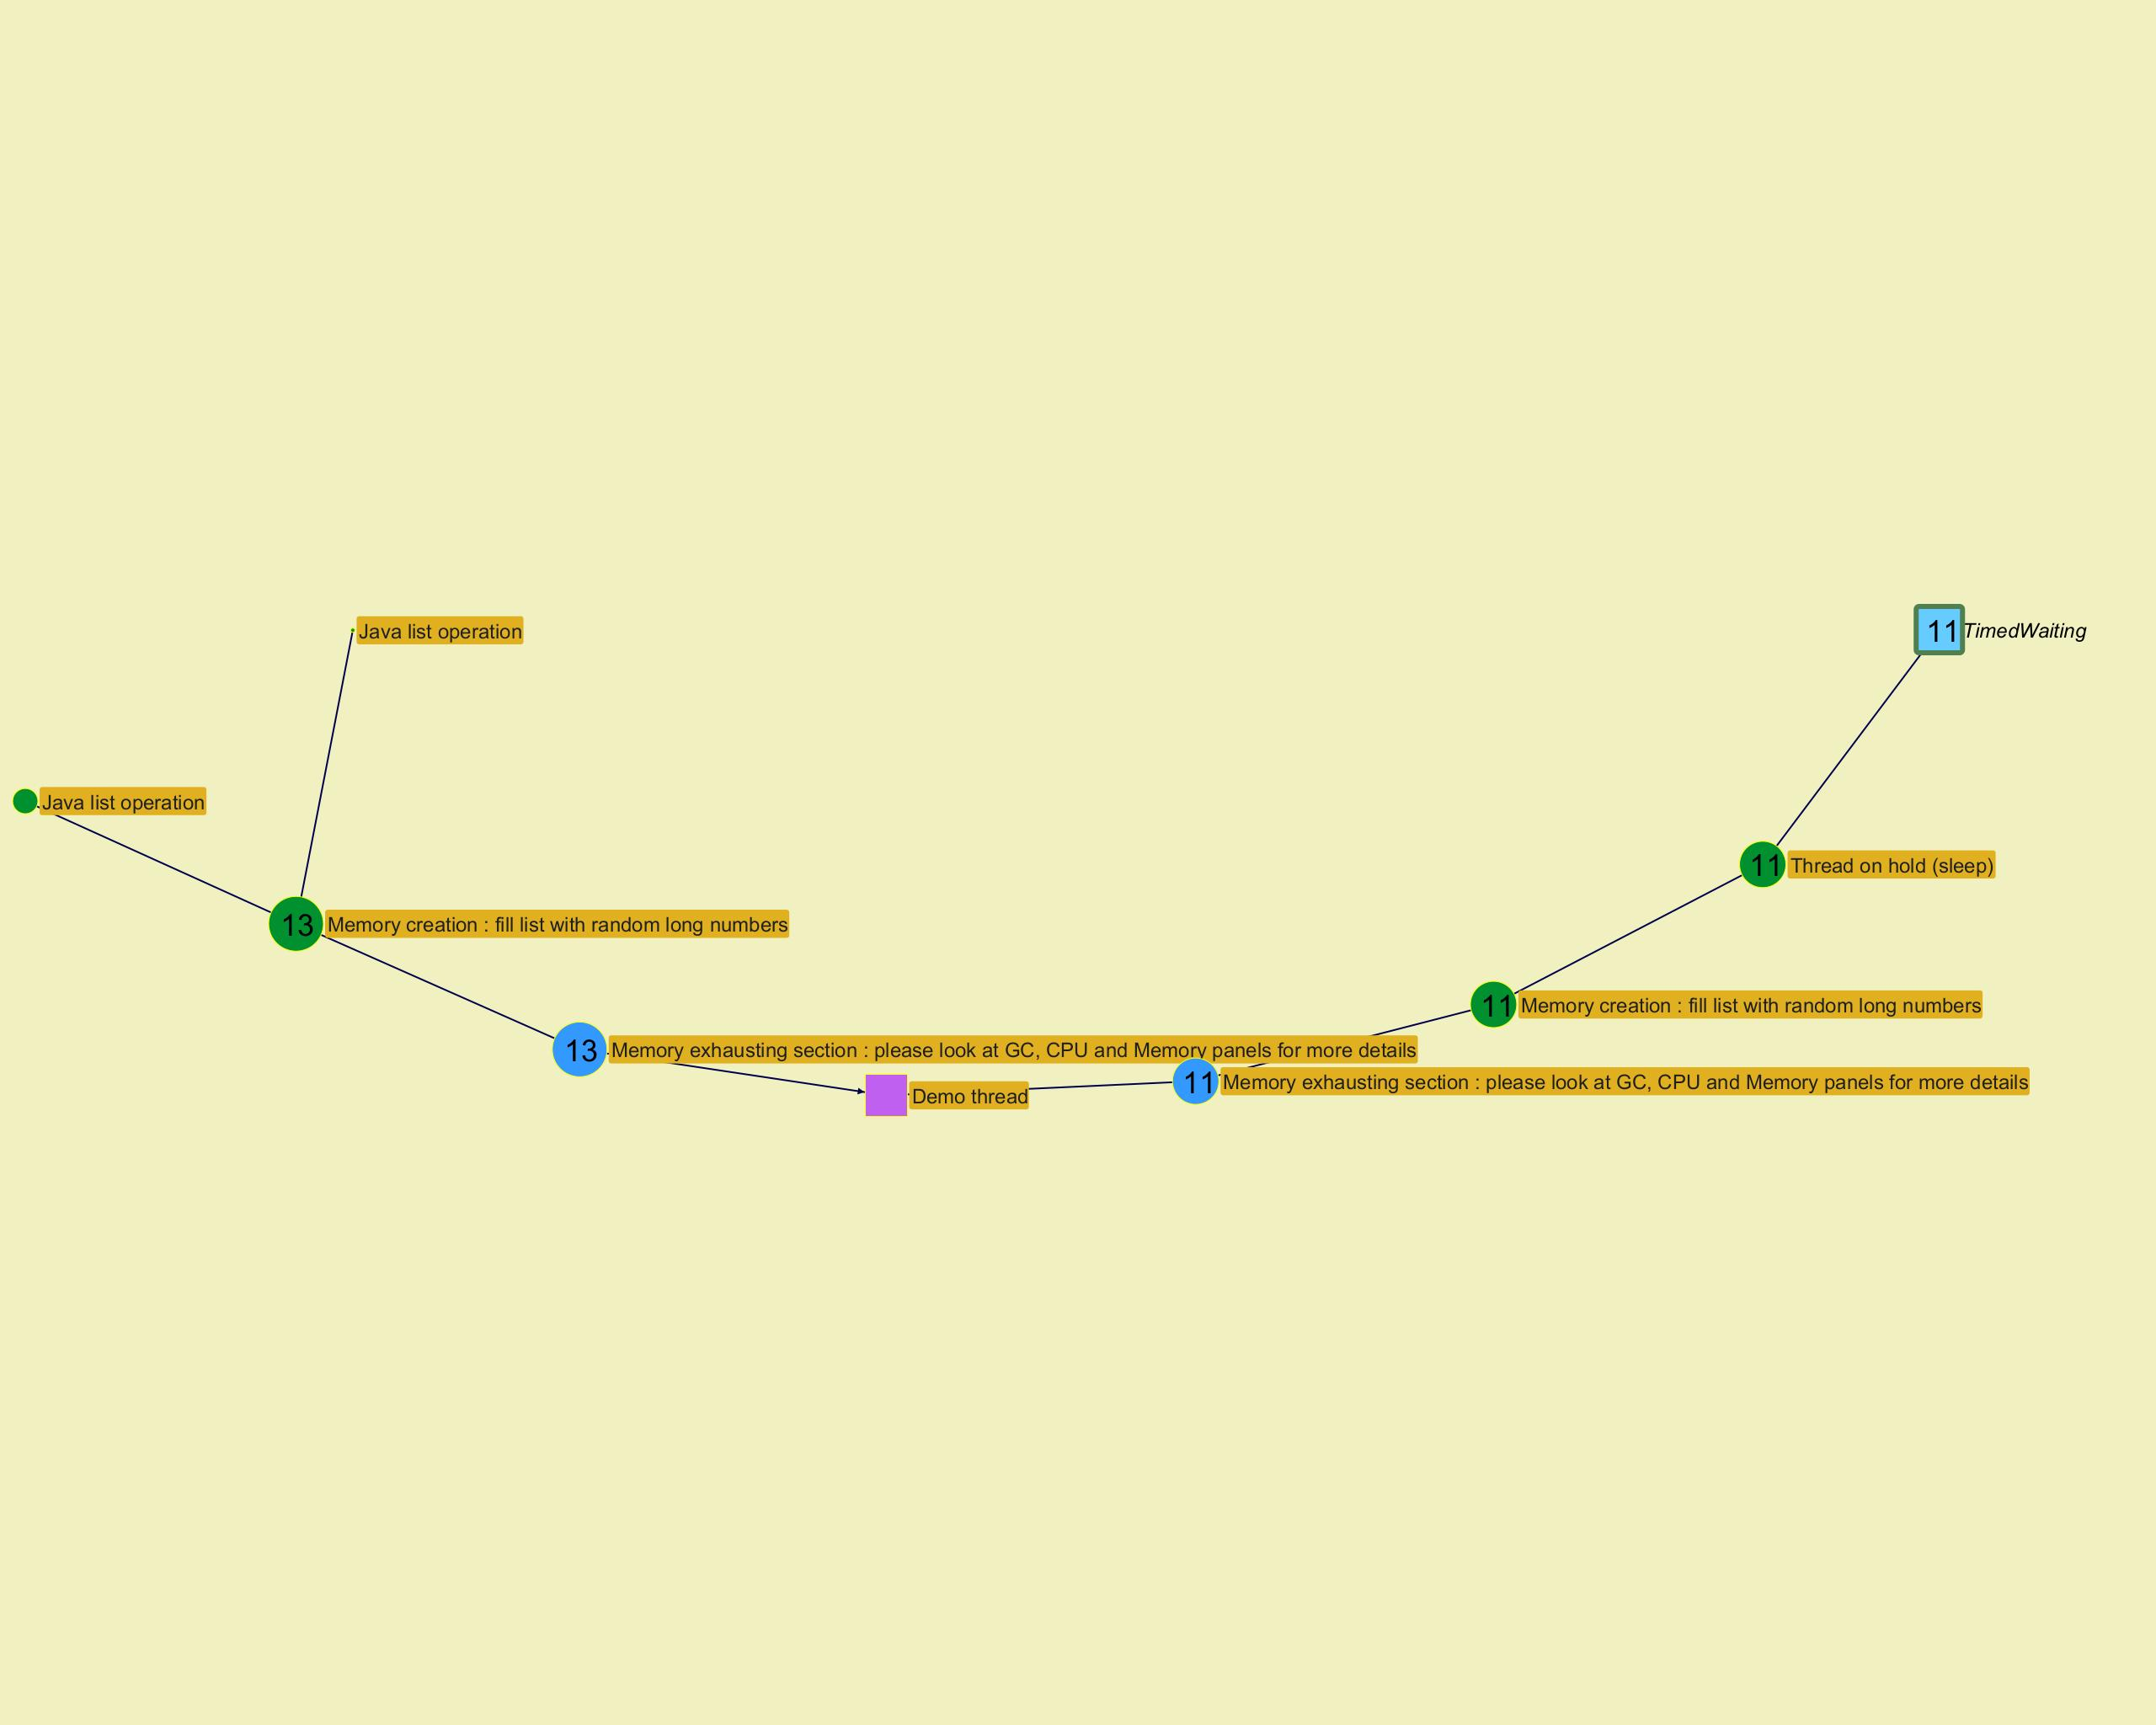 Java list operation
11 TimedWaiting
Java list operation
11 Thread on hold (sleep)
13 Memory creation : fill list with random long numbers
11 Memory creation : fill list with random long numbers
13 Memory exhausting section : please look at GC, CPU and Memory panels for more details
11 Memory exhausting section : please look at GC, CPU and Memory panels for more details
Demo thread